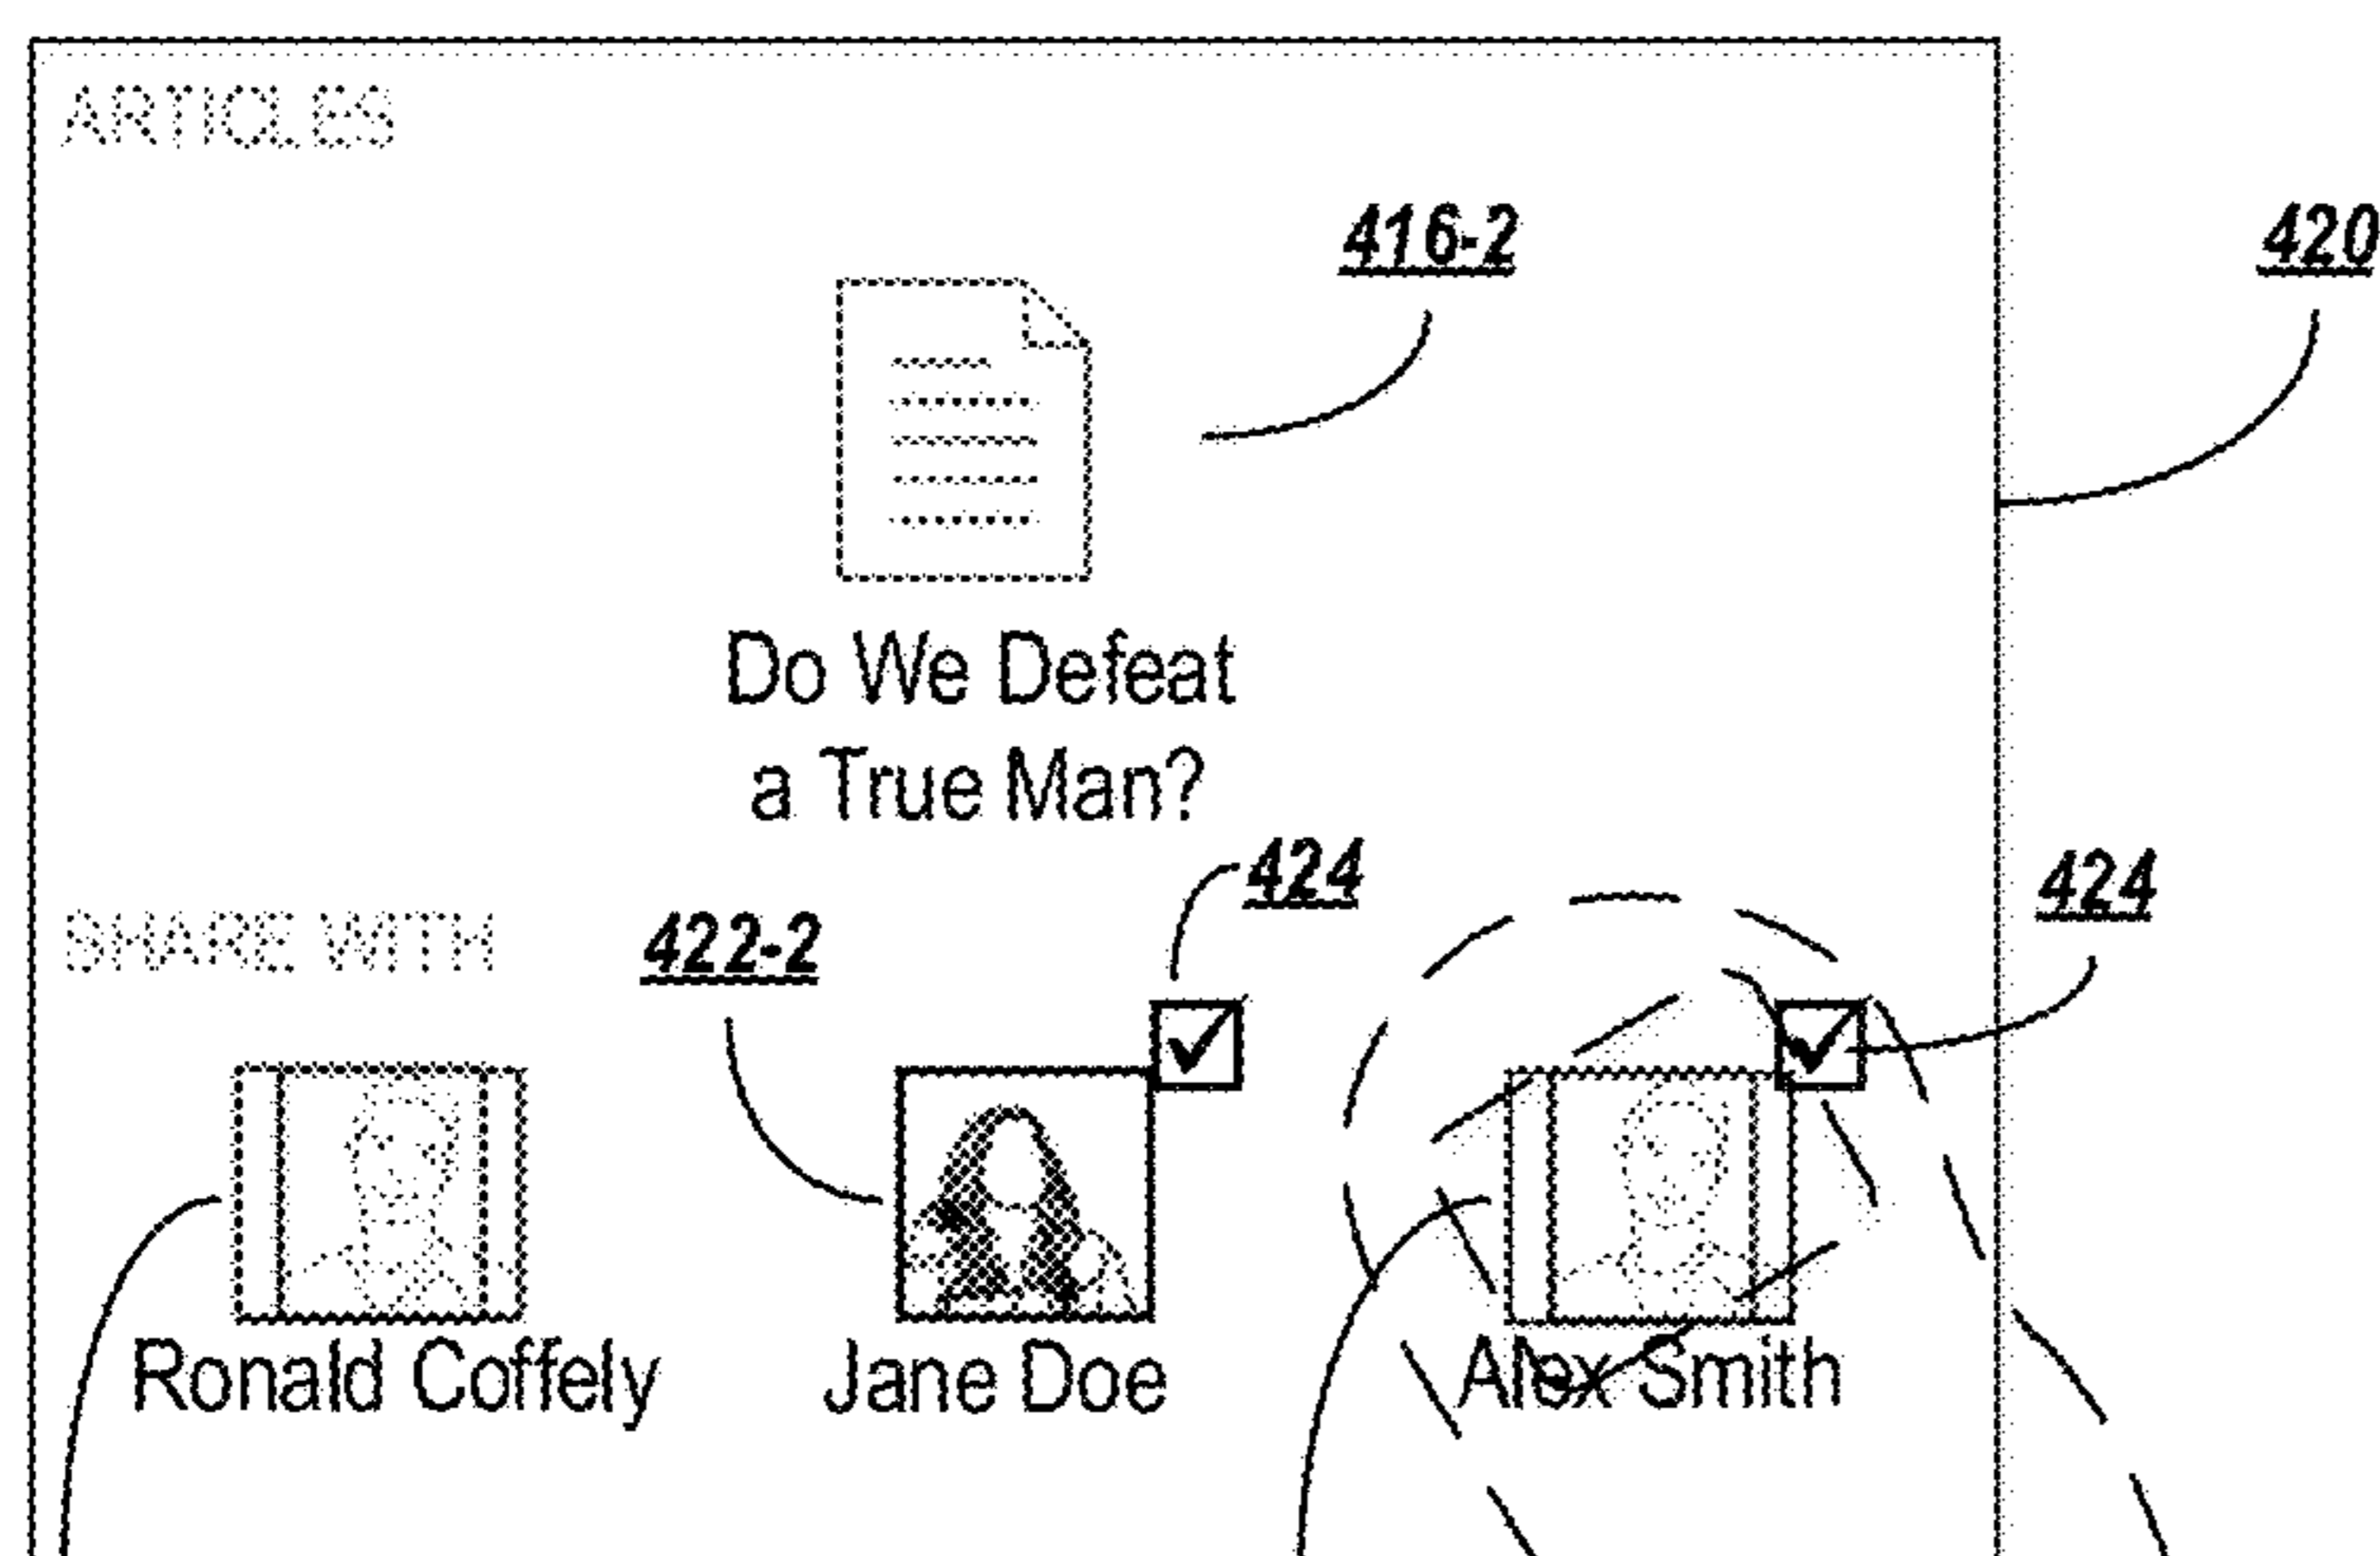 ARTICLES
416-2
420
Do We Defeat
a True Man?
424
424
SHARE WITH
422-2
Ronald Coffely
Jane Doe
Alex Smith